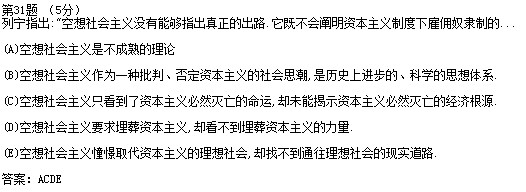 第31题 (5分)
列宁指出:"空想社会主义没有能够指出真正的出路.它既不会阐明资本主义制度下雇佣奴隶制的...
(A)空想社会主义是不成熟的理论
(B)空想社会主义作为一种批判、否定资本主义的社会思潮,是历史上进步的、科学的思想体系.
(C)空想社会主义只看到了资本主义必然灭亡的命运,却未能揭示资本主义必然灭亡的经济根源.
(D)空想社会主义要求埋葬资本主义,却看不到埋葬资本主义的力量.
(E)空想社会主义憧憬取代资本主义的理想社会,却找不到通往理想社会的现实道路.
答案: ACDE